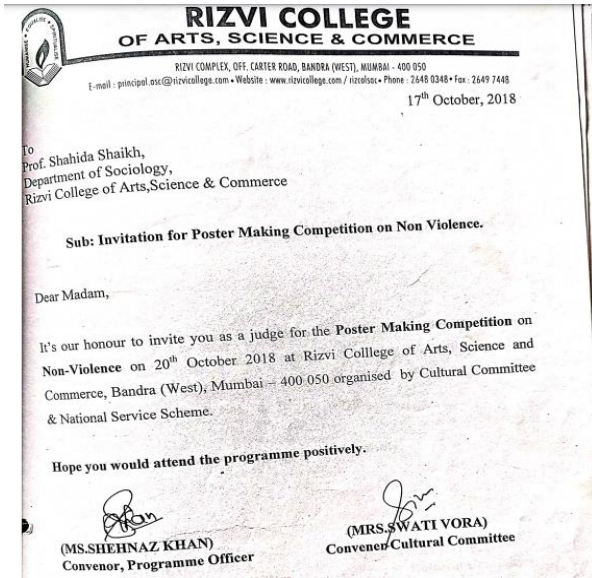 RIZVI COLLEGE
OF ARTS, SCIENCE & COMMERCE
RIZVI COMPLEX, OFF. CARTER ROAD, BANDRA (WEST), MUMBAI - 400 050
E-mail : principal.asc@rizvicollege.com • Website : www.rizvicollege.com / rizcolsac • Phone : 2648 0348 • Fax : 2649 7448
17th October, 2018
To
Prof. Shahida Shaikh,
Department of Sociology,
Rizvi College of Arts,Science & Commerce
Sub: Invitation for Poster Making Competition on Non Violence.
Dear Madam,
It's our honour to invite you as a judge for the Poster Making Competition on
Non-Violence on 20th October 2018 at Rizvi Colllege of Arts, Science and
Commerce, Bandra (West), Mumbai – 400 050 organised by Cultural Committee
& National Service Scheme.
Hope you would attend the programme positively.
(MS.SHEHNAZ KHAN)
Convenor, Programme Officer
(MRS.SWATI VORA)
Convener Cultural Committee